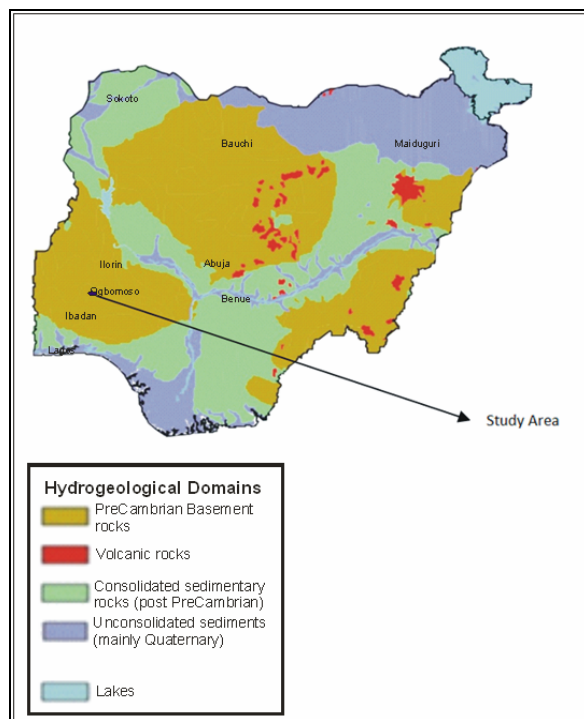 Sokoto
Bauchi
Maiduguri
Ilorin
Abuja
Ogbomoso
Benue
Ibadan
Lagos
Study Area
Hydrogeological Domains
PreCambrian Basement
rocks
Volcanic rocks
Consolidated sedimentary
rocks (post PreCambrian)
Unconsolidated sediments
(mainly Quaternary)
Lakes